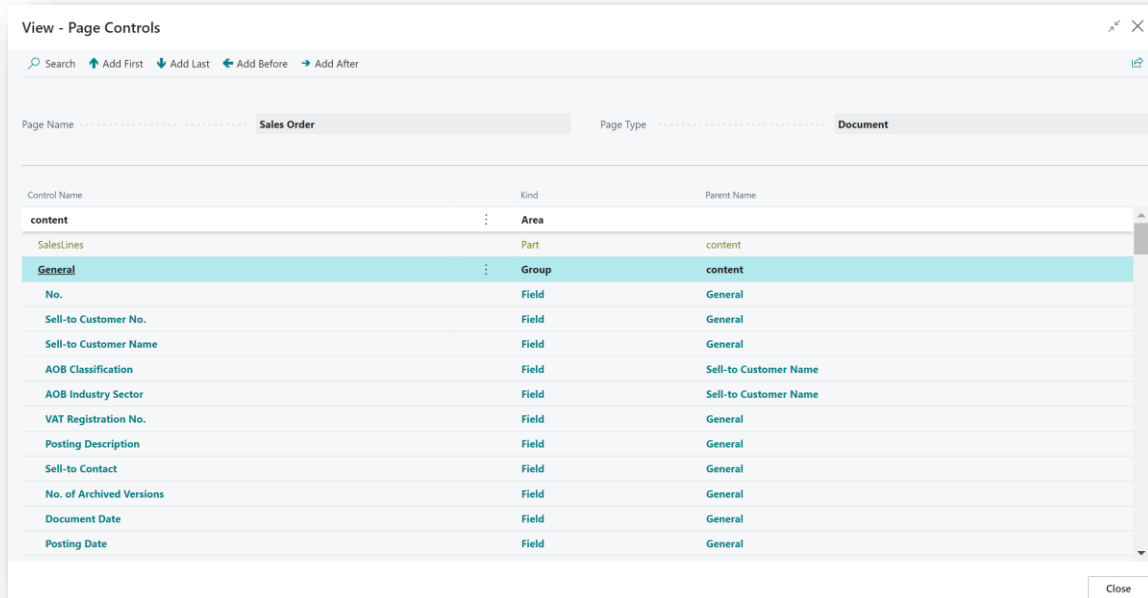 View - Page Controls
Search Add First Add Last Add Before Add After
Page Name Sales Order Page Type Document
Control Name Kind Parent Name
content Area
SalesLines Part content
General Group content
No. Field General
Sell-to Customer No. Field General
Sell-to Customer Name Field General
AOB Classification Field Sell-to Customer Name
AOB Industry Sector Field Sell-to Customer Name
VAT Registration No. Field General
Posting Description Field General
Sell-to Contact Field General
No. of Archived Versions Field General
Document Date Field General
Posting Date Field General
Close